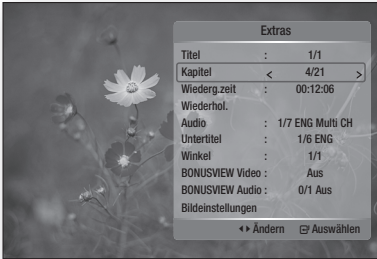 Extras
Titel : 1/1
Kapitel < 4/21 >
Wiederg.zeit : 00:12:06
Wiederhol.
Audio : 1/7 ENG Multi CH
Untertitel : 1/6 ENG
Winkel : 1/1
BONUSVIEW Video : Aus
BONUSVIEW Audio : 0/1 Aus
Bildeinstellungen
Ändern Auswählen